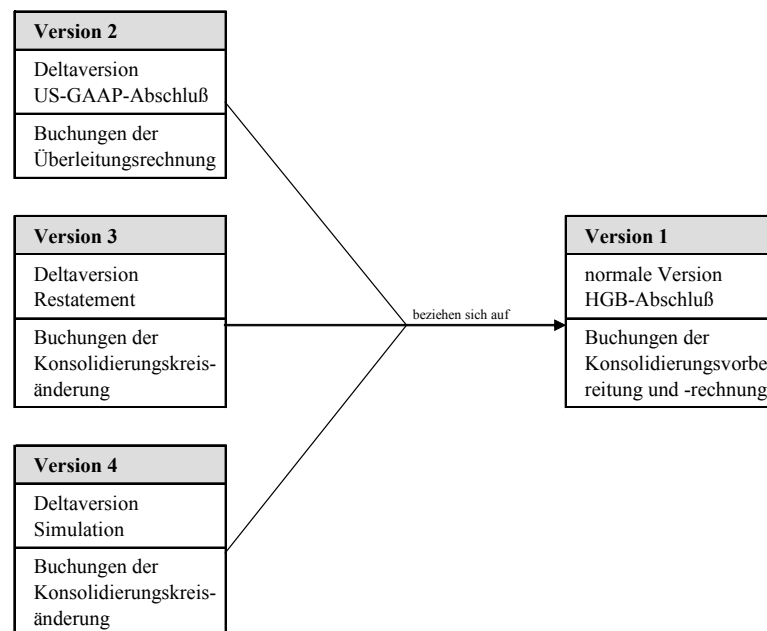 Version 2
Deltaversion
US-GAAP-Abschluß
Buchungen der
Überleitungsrechnung
Version 3
Deltaversion
Restatement
Buchungen der
Konsolidierungskreis-
änderung
Version 4
Deltaversion
Simulation
Buchungen der
Konsolidierungskreis-
änderung
beziehen sich auf
Version 1
normale Version
HGB-Abschluß
Buchungen der
Konsolidierungsvorbe
reitung und -rechnung